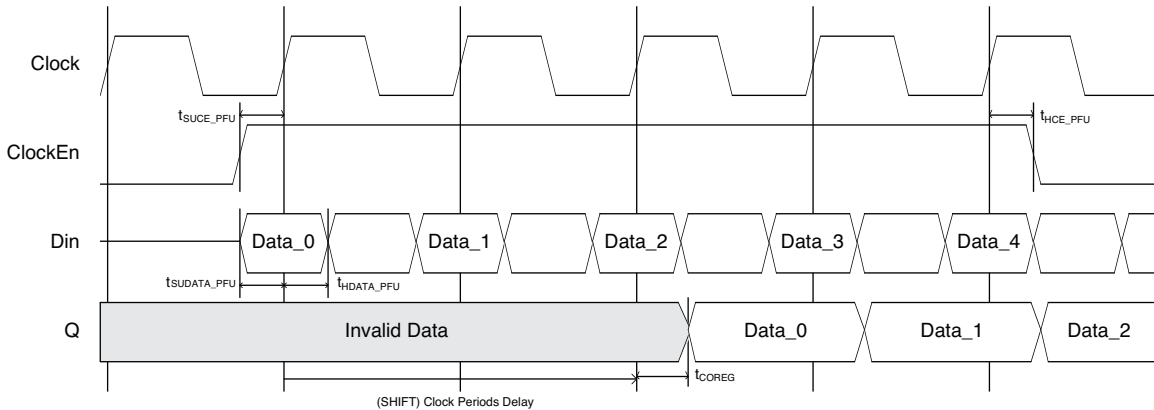 Clock
tSUCE_PFU
tHCE_PFU
ClockEn
Din
Data_0
Data_1
Data_2
Data_3
Data_4
tSUDATA_PFU
tHDATA_PFU
Q
Invalid Data
Data_0
Data_1
Data_2
tCOREG
(SHIFT) Clock Periods Delay